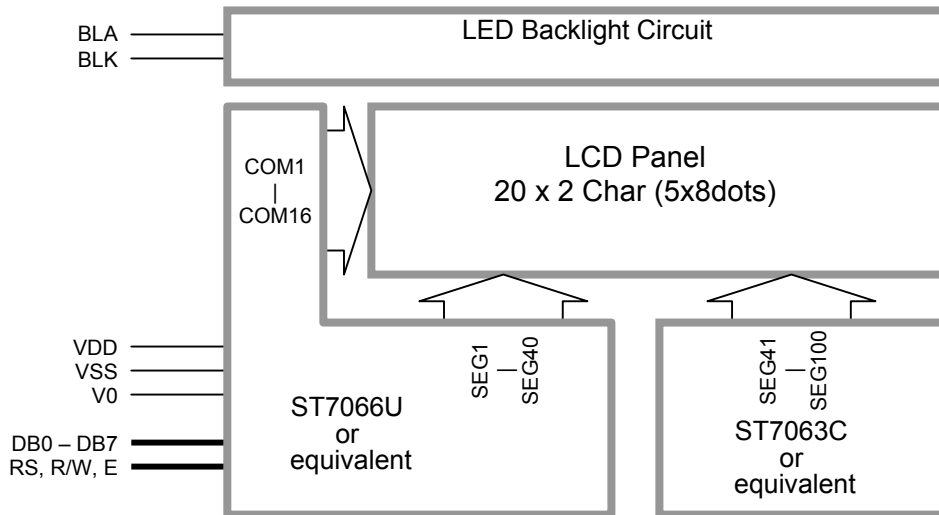 BLA
BLK
LED Backlight Circuit
COM1
|
COM16
LCD Panel
20 x 2 Char (5x8dots)
VDD
VSS
V0
DB0 – DB7
RS, R/W, E
SEG1
|
SEG40
ST7066U
or
equivalent
SEG41
|
SEG100
ST7063C
or
equivalent